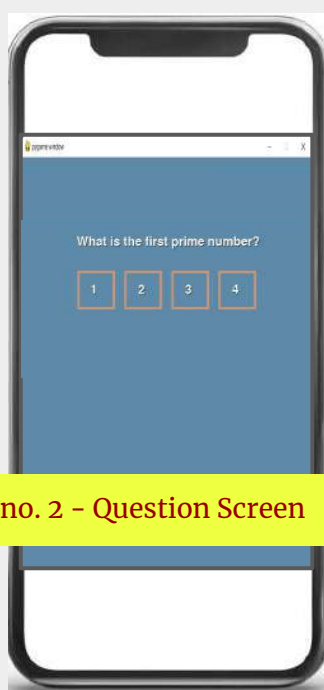 pygame window
What is the first prime number?
1 2 3 4
no. 2 - Question Screen